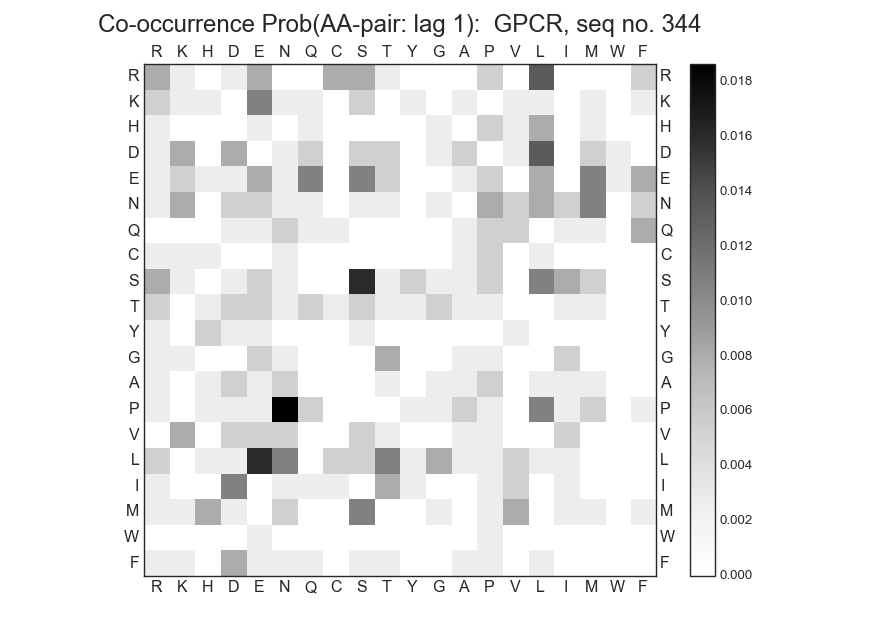 Co-occurrence Prob(AA-pair: lag 1):  GPCR, seq no. 344
R K H D E N Q C S T Y G A P V L I M W F
R R 0.018
K K
H H 0.016
D D
E E 0.014
N N
Q Q 0.012
C C
S S 0.010
T T
Y Y
G G 0.008
A A
P P 0.006
V V
L L 0.004
I I
M M 0.002
W W
F F 0.000
R K H D E N Q C S T Y G A P V L I M W F